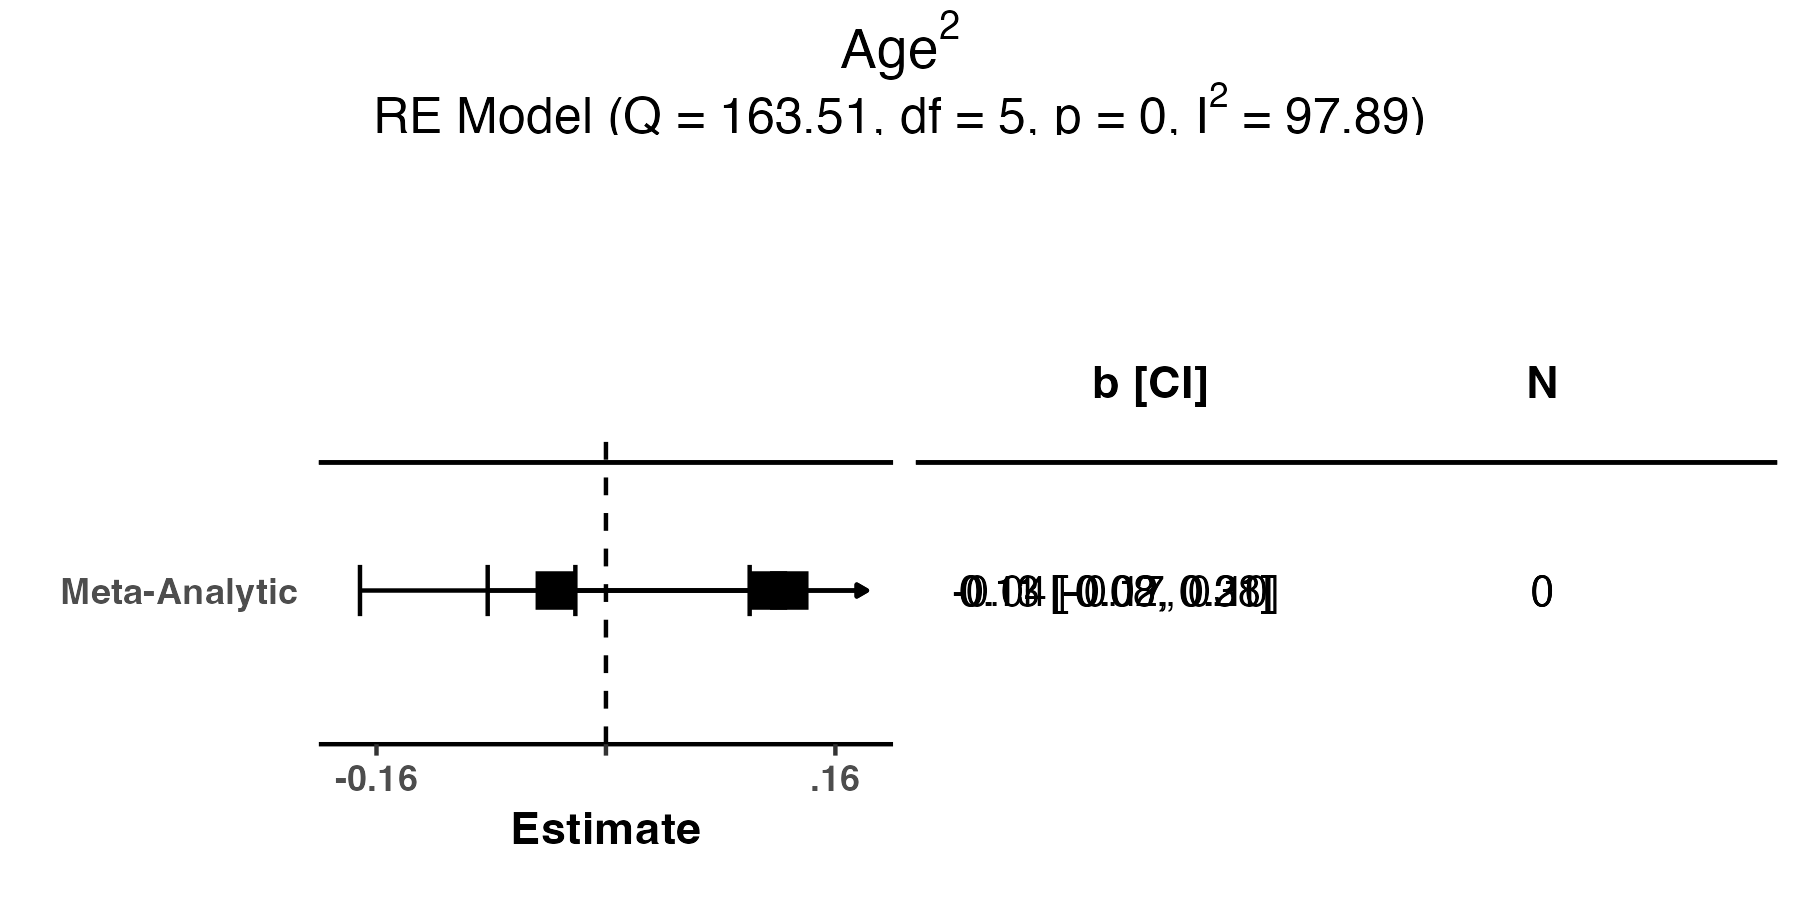 Age²
RE Model (Q = 163.51, df = 5, p = 0, I² = 97.89)
b [CI] N
Meta-Analytic 0
-0.16 .16
Estimate